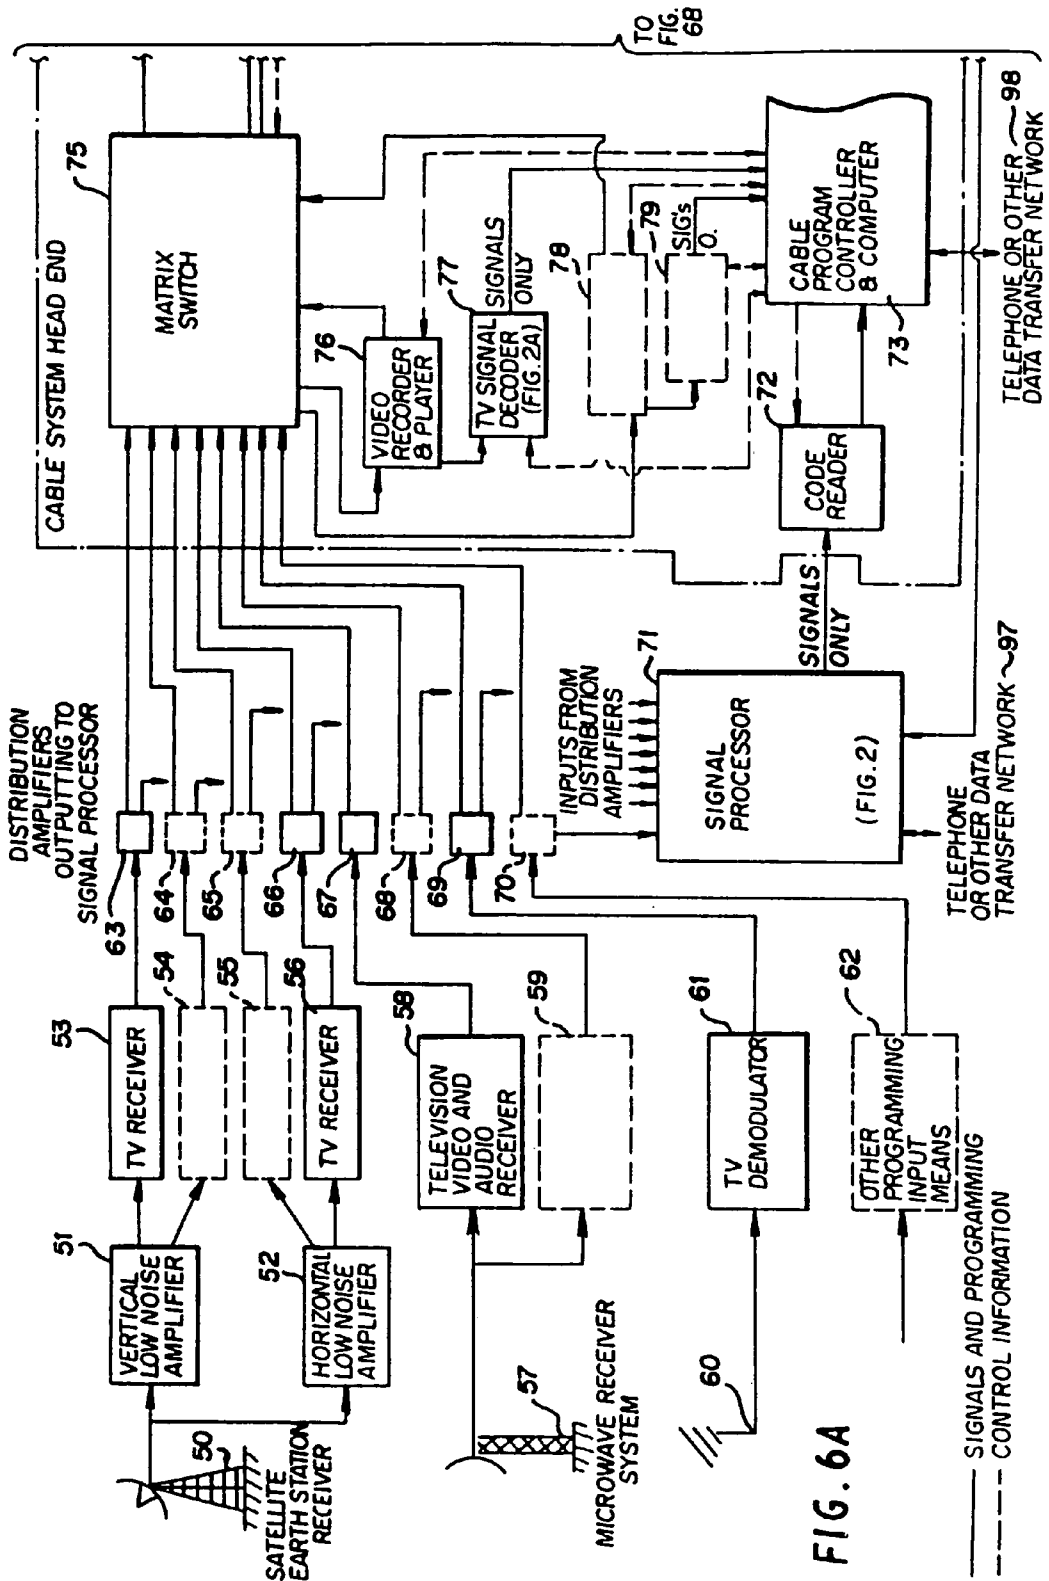 SATELLITE
EARTH STATION
RECEIVER
50
51
VERTICAL
LOW NOISE
AMPLIFIER
52
HORIZONTAL
LOW NOISE
AMPLIFIER
53
TV RECEIVER
54
55
56
TV RECEIVER
MICROWAVE RECEIVER
SYSTEM
57
58
TELEVISION
VIDEO AND
AUDIO
RECEIVER
59
60
61
TV
DEMODULATOR
62
OTHER
PROGRAMMING
INPUT
MEANS
DISTRIBUTION
AMPLIFIERS
OUTPUTTING TO
SIGNAL PROCESSOR
63
64
65
66
67
68
69
70
INPUTS FROM
DISTRIBUTION
AMPLIFIERS
71
SIGNAL
PROCESSOR
(FIG. 2)
SIGNALS
ONLY
TELEPHONE
OR OTHER DATA
TRANSFER NETWORK 97
CABLE SYSTEM HEAD END
75
MATRIX
SWITCH
76
VIDEO
RECORDER
& PLAYER
77
TV SIGNAL
DECODER
(FIG. 2A)
SIGNALS
ONLY
78
79
SIG's
O.
72
CODE
READER
CABLE
PROGRAM
CONTROLLER
& COMPUTER
73
TELEPHONE OR OTHER 98
DATA TRANSFER NETWORK
TO
FIG.
6B
FIG. 6A
SIGNALS AND PROGRAMMING
CONTROL INFORMATION